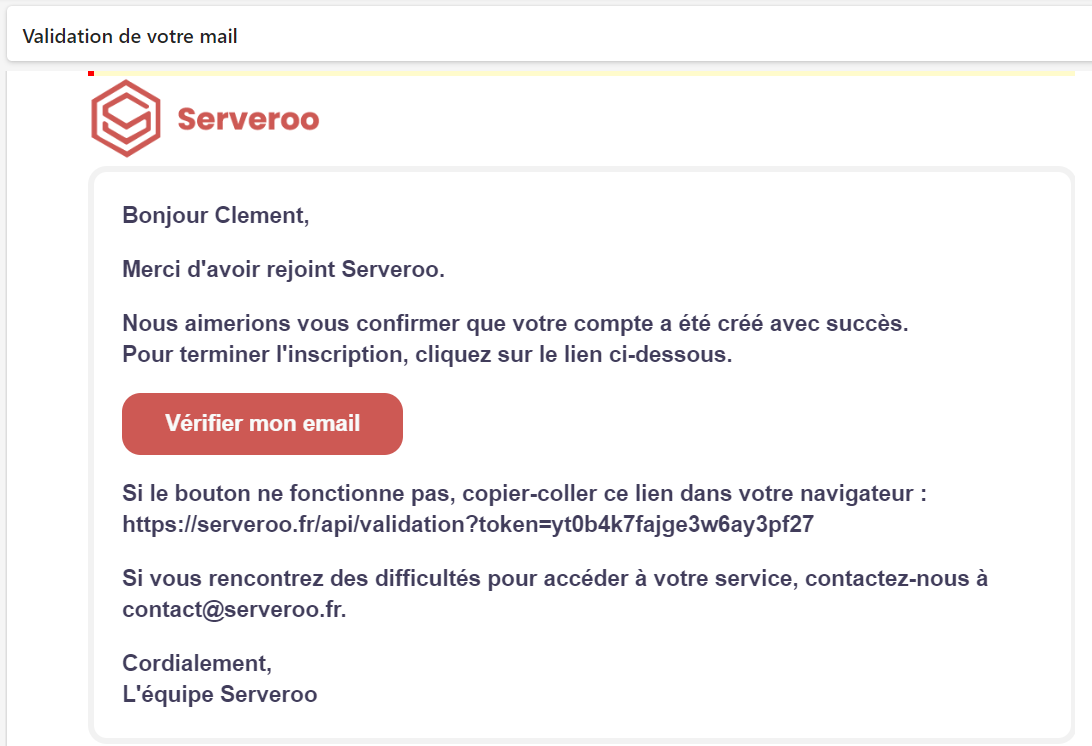 Validation de votre mail
Serveroo
Bonjour Clement,
Merci d'avoir rejoint Serveroo.
Nous aimerions vous confirmer que votre compte a été créé avec succès.
Pour terminer l'inscription, cliquez sur le lien ci-dessous.
Vérifier mon email
Si le bouton ne fonctionne pas, copier-coller ce lien dans votre navigateur :
https://serveroo.fr/api/validation?token=yt0b4k7fajge3w6ay3pf27
Si vous rencontrez des difficultés pour accéder à votre service, contactez-nous à
contact@serveroo.fr.
Cordialement,
L'équipe Serveroo